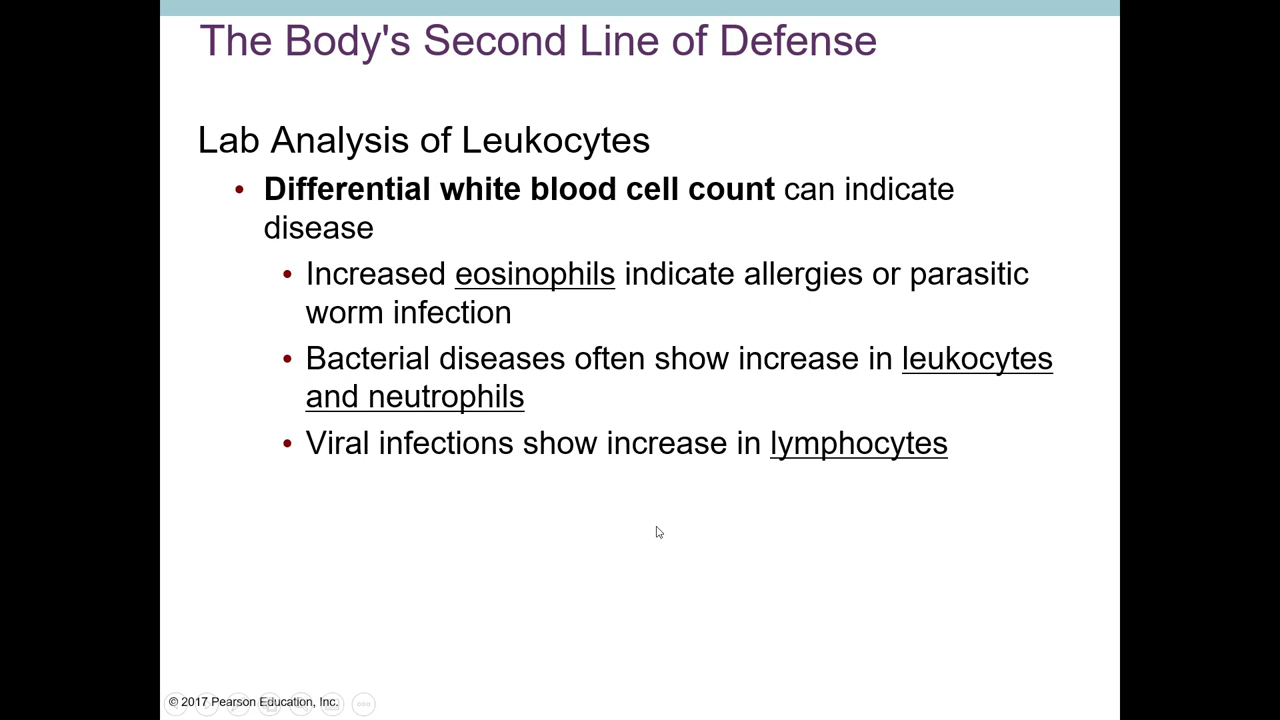 The Body's Second Line of Defense
Lab Analysis of Leukocytes
• Differential white blood cell count can indicate
disease
• Increased eosinophils indicate allergies or parasitic
worm infection
• Bacterial diseases often show increase in leukocytes
and neutrophils
• Viral infections show increase in lymphocytes
© 2017 Pearson Education, Inc.